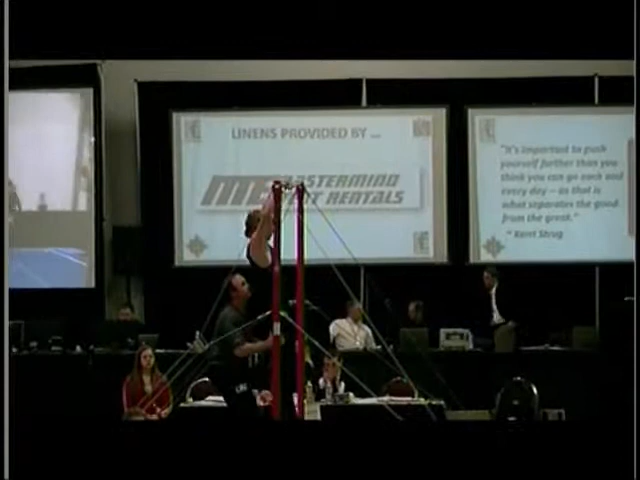 LINENS PROVIDED BY ...
MASTERMIND
EVENT RENTALS
"It's important to push
yourself further than you
think you can go each and
every day – as that is
what separates the good
from the great."
~ Kerri Strug